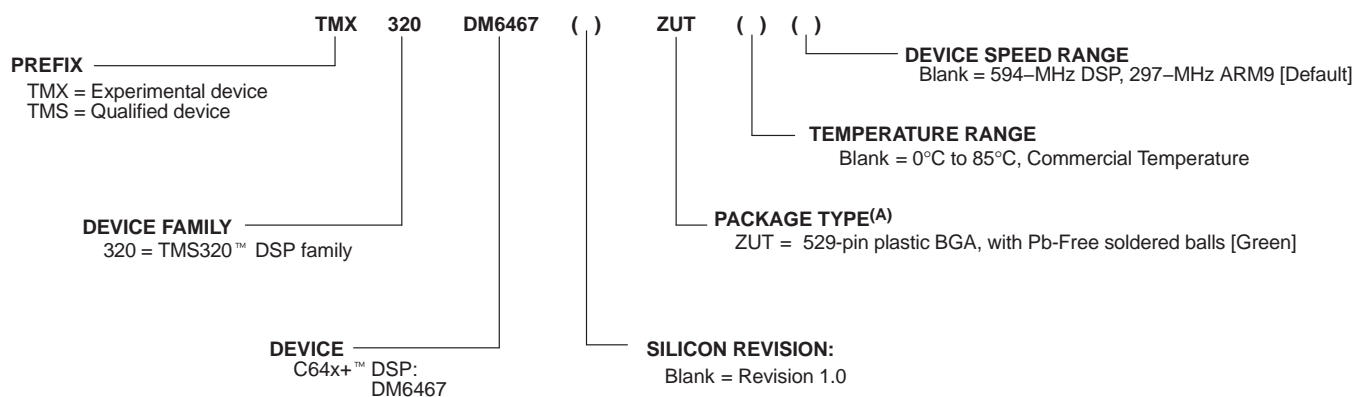 TMX 320 DM6467 ( ) ZUT ( ) ( )
DEVICE SPEED RANGE
Blank = 594−MHz DSP, 297−MHz ARM9 [Default]
PREFIX
TMX = Experimental device
TMS = Qualified device
TEMPERATURE RANGE
Blank = 0°C to 85°C, Commercial Temperature
DEVICE FAMILY
320 = TMS320™ DSP family
PACKAGE TYPE(A)
ZUT = 529-pin plastic BGA, with Pb-Free soldered balls [Green]
DEVICE
C64x+™ DSP:
DM6467
SILICON REVISION:
Blank = Revision 1.0